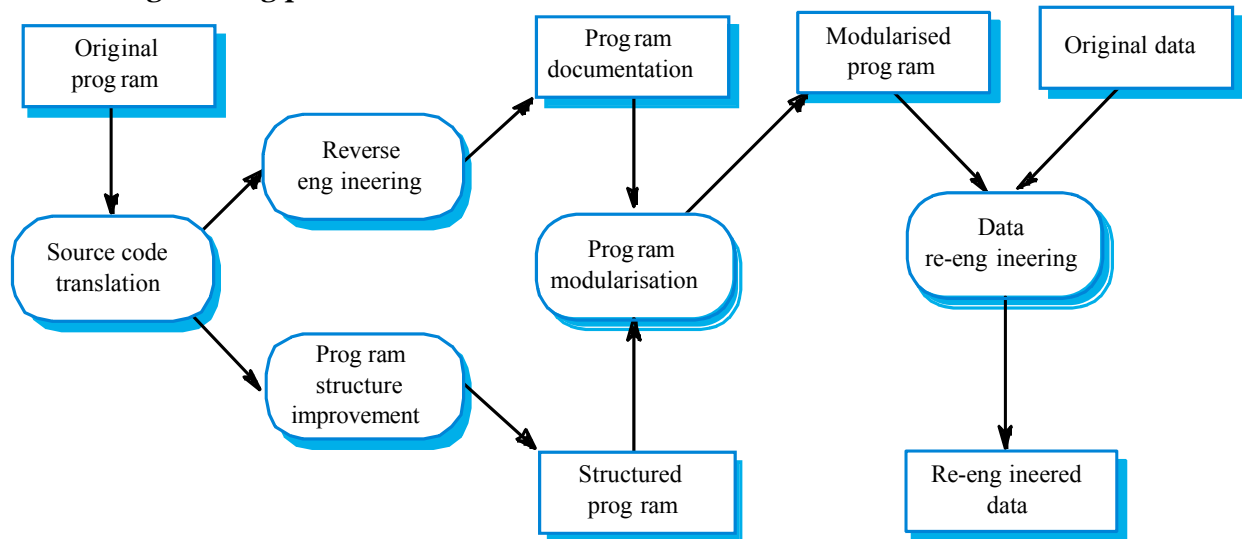 Original
prog ram
Prog ram
documentation
Modularised
prog ram
Original data
Reverse
eng ineering
Source code
translation
Prog ram
modularisation
Data
re-eng ineering
Prog ram
structure
improvement
Structured
prog ram
Re-eng ineered
data